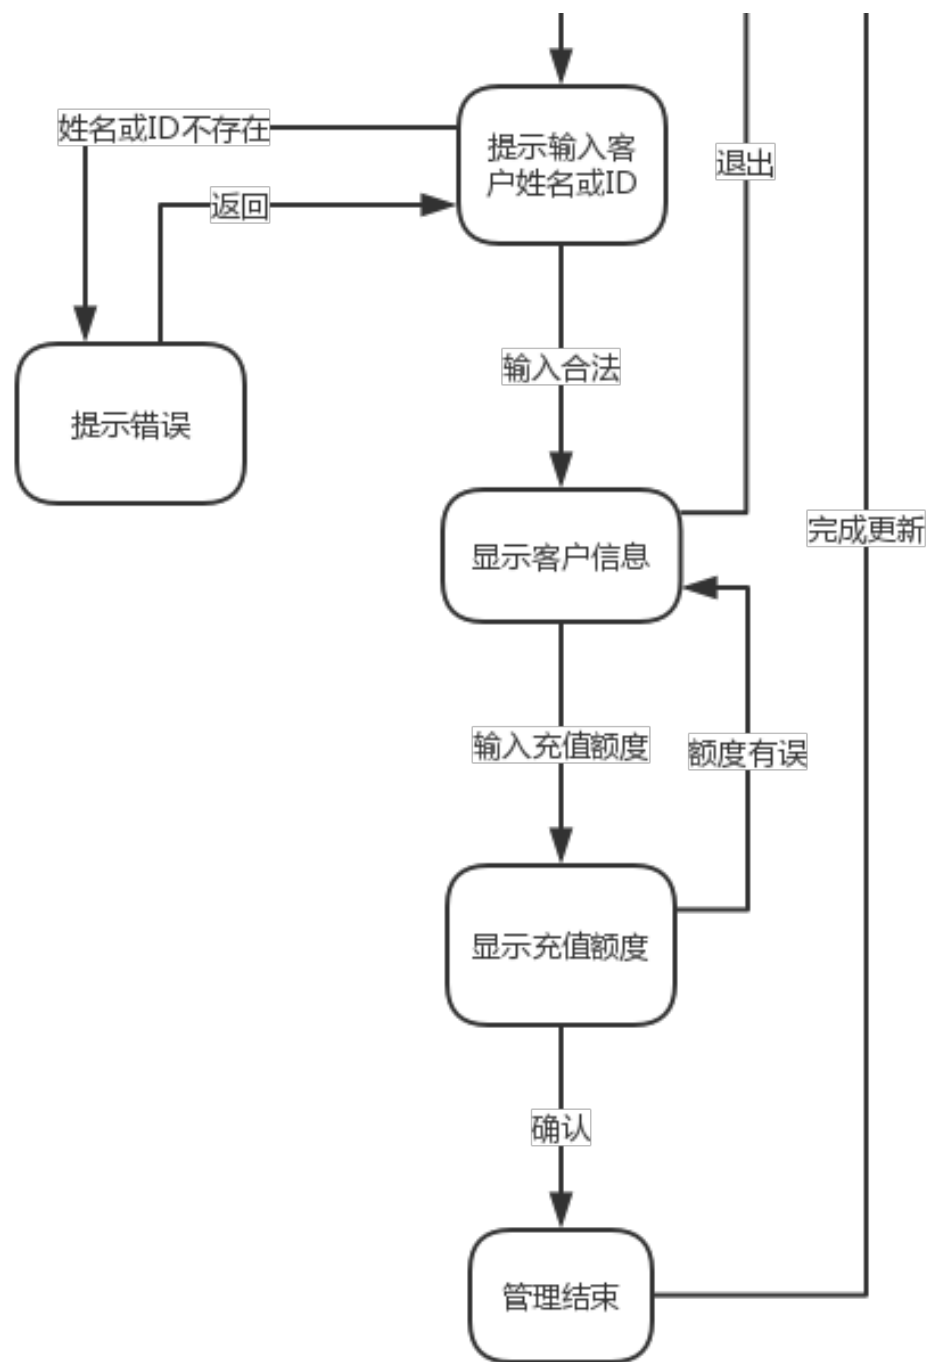 姓名或ID不存在
提示输入客
户姓名或ID
退出
返回
输入合法
提示错误
显示客户信息
完成更新
输入充值额度
额度有误
显示充值额度
确认
管理结束